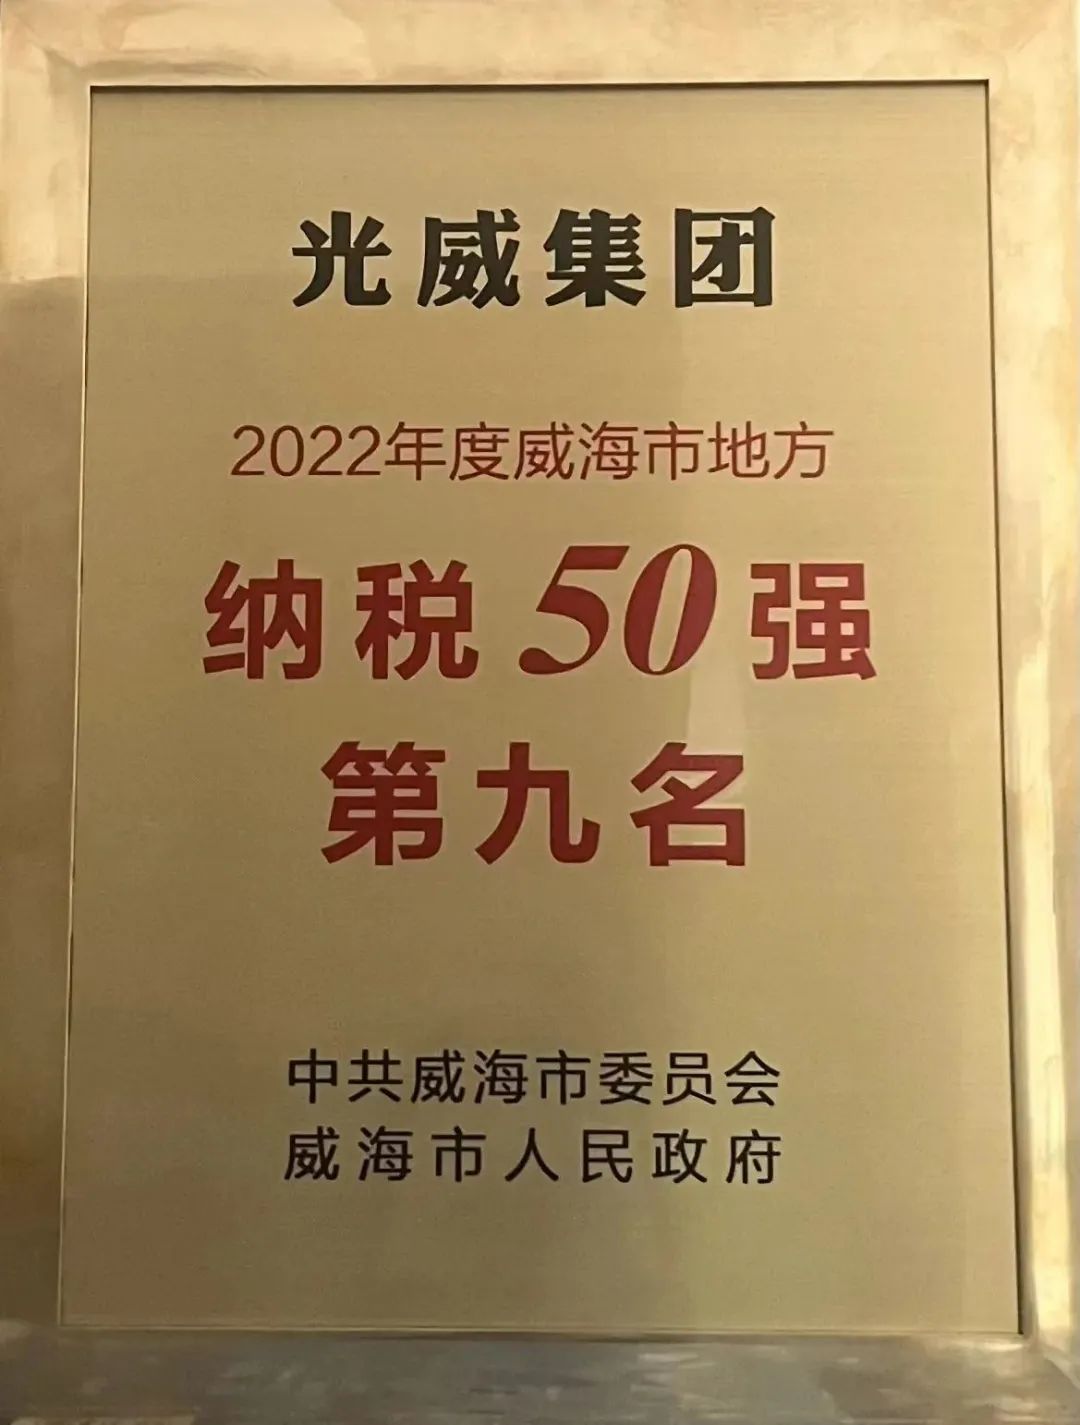 光威集团
2022年度威海市地方
纳税50强
第九名
中共威海市委员会
威海市人民政府